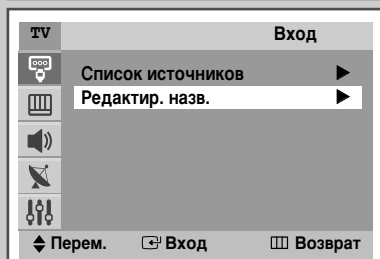 TV Вход
Список источников ▶
Редактир. назв. ▶
Перем. Вход Возврат